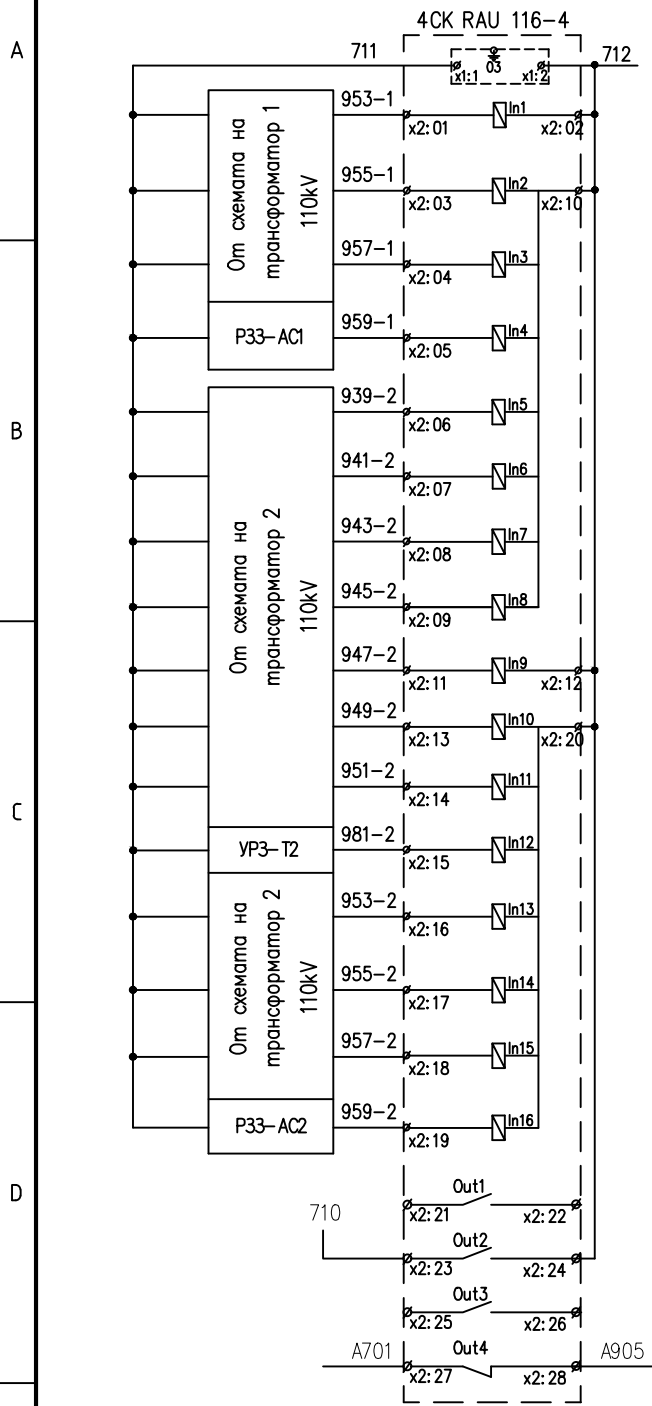 4CK RAU 116-4
A
711
712
x1:1
03
x1:2
953-1
In1
x2:01
x2:02
От схемата на
трансформатор 1
110kV
955-1
In2
x2:03
x2:10
957-1
In3
x2:04
РЗЗ-АС1
959-1
In4
x2:05
939-2
In5
x2:06
B
941-2
In6
x2:07
От схемата на
трансформатор 2
110kV
943-2
In7
x2:08
945-2
In8
x2:09
947-2
In9
x2:11
x2:12
949-2
In10
x2:13
x2:20
951-2
In11
x2:14
C
УРЗ-Т2
981-2
In12
x2:15
От схемата на
трансформатор 2
110kV
953-2
In13
x2:16
955-2
In14
x2:17
957-2
In15
x2:18
РЗЗ-АС2
959-2
In16
x2:19
D
Out1
x2:21
x2:22
710
Out2
x2:23
x2:24
Out3
x2:25
x2:26
A701
Out4
A905
x2:27
x2:28